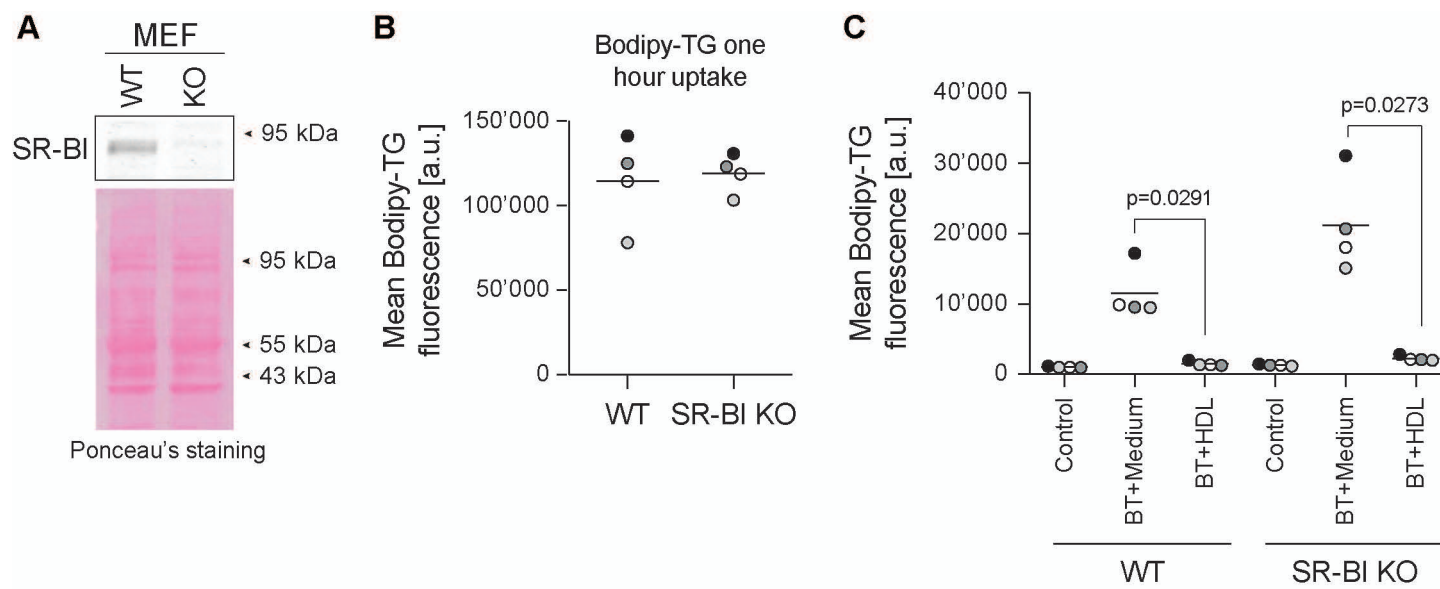 A
MEF
WT
KO
SR-BI
95 kDa
95 kDa
55 kDa
43 kDa
Ponceau’s staining
B
Bodipy-TG one
hour uptake
Mean Bodipy-TG
fluorescence [a.u.]
150’000
100’000
50’000
0
WT
SR-BI KO
C
Mean Bodipy-TG
fluorescence [a.u.]
40’000
30’000
20’000
10’000
0
p=0.0291
p=0.0273
Control
BT+Medium
BT+HDL
Control
BT+Medium
BT+HDL
WT
SR-BI KO